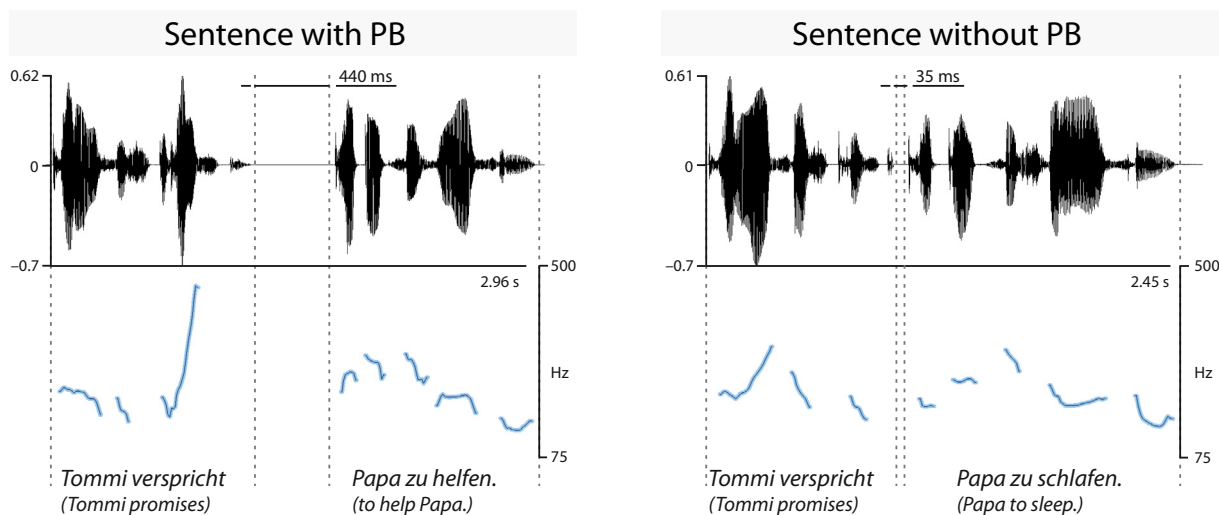 Sentence with PB
0.62
440 ms
0
–0.7
500
2.96 s
Hz
75
Tommi verspricht
(Tommi promises)
Papa zu helfen.
(to help Papa.)
Sentence without PB
0.61
35 ms
0
–0.7
500
2.45 s
Hz
75
Tommi verspricht
(Tommi promises)
Papa zu schlafen.
(Papa to sleep.)